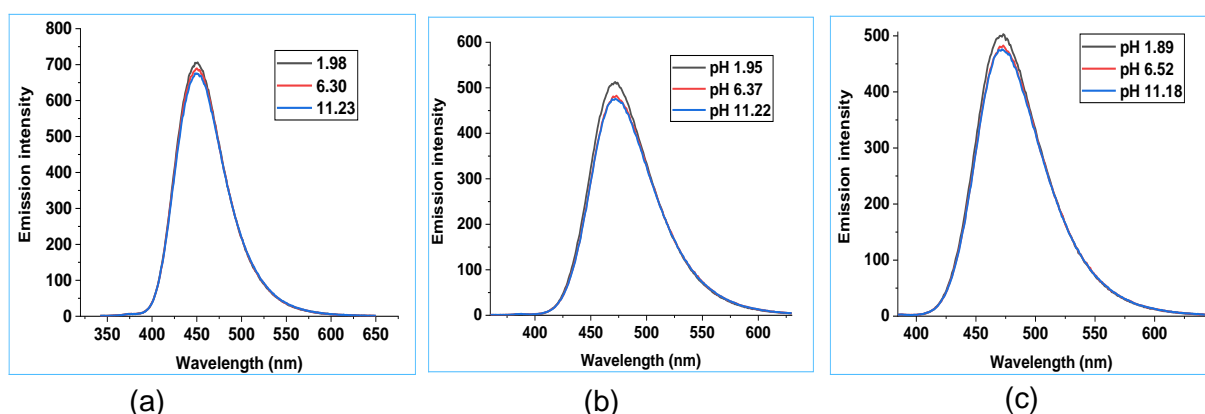 800
700
600
500
400
300
200
100
0
Emission intensity
1.98
6.30
11.23
350 400 450 500 550 600 650
Wavelength (nm)
(a)
600
500
400
300
200
100
0
Emission intensity
pH 1.95
pH 6.37
pH 11.22
400 450 500 550 600
Wavelength (nm)
(b)
500
400
300
200
100
0
Emission intensity
pH 1.89
pH 6.52
pH 11.18
400 450 500 550 600
Wavelength (nm)
(c)